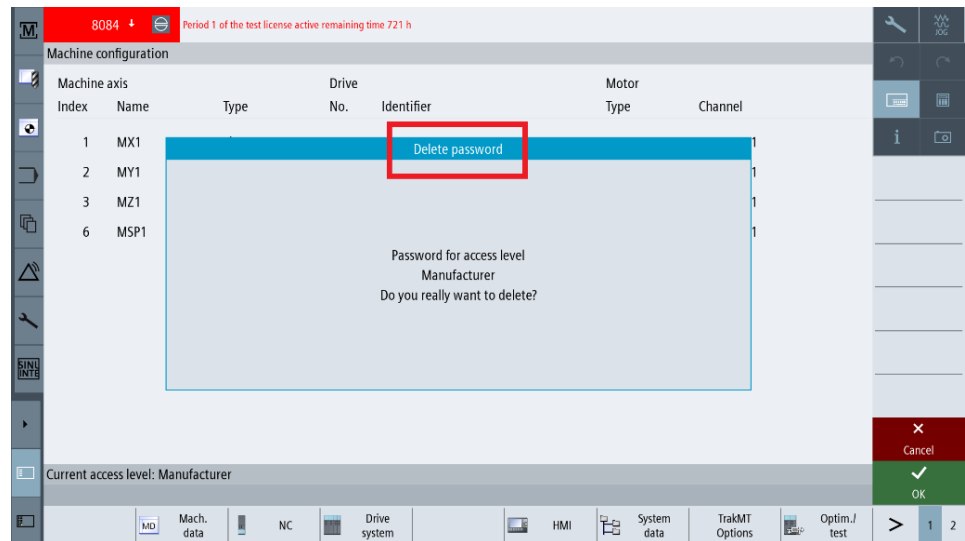 M
8084
Period 1 of the test license active remaining time 721 h
JOG
Machine configuration
Machine axis Drive Motor
Index Name Type No. Identifier Type Channel
i
Delete password
1 MX1 1
2 MY1 1
3 MZ1 1
6 MSP1 1
Password for access level
Manufacturer
Do you really want to delete?
SINU
INTE
Cancel
Current access level: Manufacturer
OK
MD Mach. data
NC
Drive system
HMI
System data
TrakMT Options
Optim./ test
> 1 2